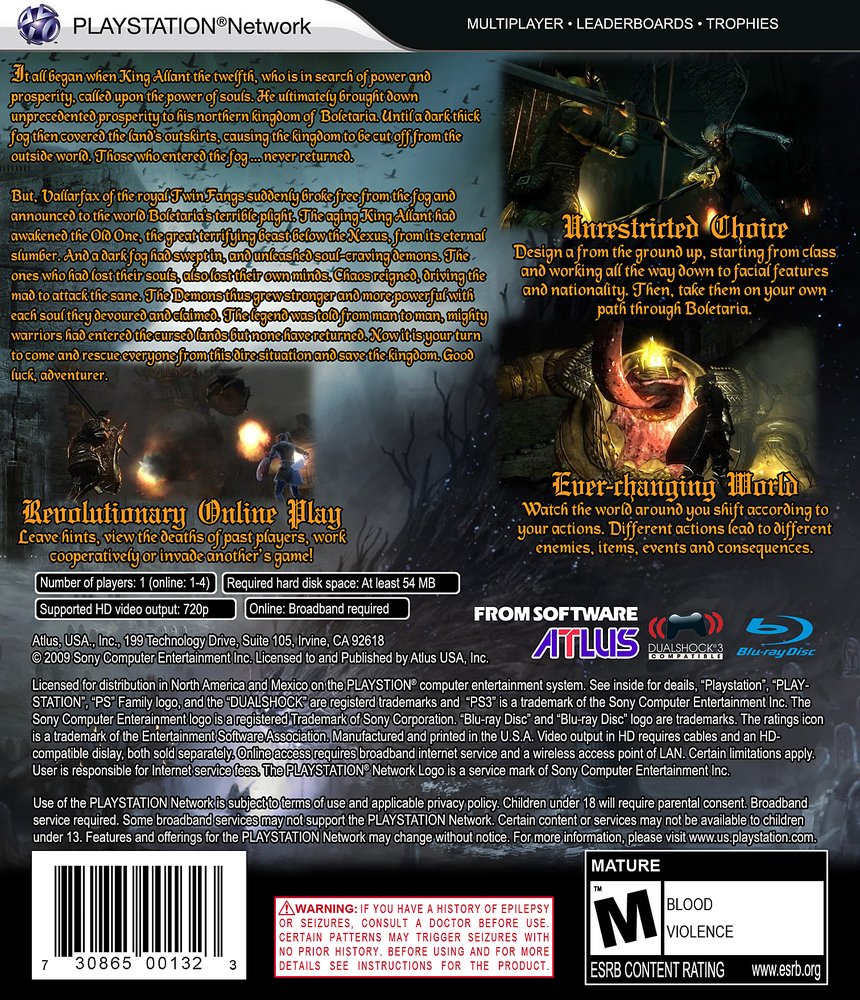 PLAYSTATION®Network
MULTIPLAYER • LEADERBOARDS • TROPHIES
It all began when King Allant the twelfth, who is in search of power and
prosperity, called upon the power of souls. He ultimately brought down
unprecedented prosperity to his northern kingdom of Boletaria. Until a dark thick
fog then covered the land's outskirts, causing the kingdom to be cut off from the
outside world. Those who entered the fog ... never returned.
But, Vallarfax of the royal Twin Fangs suddenly broke free from the fog and
announced to the world Boletaria's terrible plight. The aging King Allant had
awakened the Old One, the great terrifying beast below the Nexus, from its eternal
slumber. And a dark fog had swept in, and unleashed soul-craving demons. The
ones who had lost their souls, also lost their own minds. Chaos reigned, driving the
mad to attack the sane. The Demons thus grew stronger and more powerful with
each soul they devoured and claimed. The legend was told from man to man, mighty
warriors had entered the cursed lands but none have returned. Now it is your turn
to come and rescue everyone from this dire situation and save the kingdom. Good
luck, adventurer.
Unrestricted Choice
Design a from the ground up, starting from class
and working all the way down to facial features
and nationality. Then, take them on your own
path through Boletaria.
Ever-changing World
Watch the world around you shift according to
your actions. Different actions lead to different
enemies, items, events and consequences.
Revolutionary Online Play
Leave hints, view the deaths of past players, work
cooperatively or invade another's game!
Number of players: 1 (online: 1-4)
Required hard disk space: At least 54 MB
Supported HD video output: 720p
Online: Broadband required
FROMSOFTWARE
ATLUS
DUALSHOCK®3
COMPATIBLE
Blu-ray Disc
Atlus, USA., Inc., 199 Technology Drive, Suite 105, Irvine, CA 92618
© 2009 Sony Computer Entertainment Inc. Licensed to and Published by Atlus USA, Inc.
Licensed for distribution in North America and Mexico on the PLAYSTION® computer entertainment system. See inside for deails, “Playstation”, “PLAY-
STATION”, “PS” Family logo, and the “DUALSHOCK” are registerd trademarks and “PS3” is a trademark of the Sony Computer Entertainment Inc. The
Sony Computer Enterainment logo is a registered Trademark of Sony Corporation. “Blu-ray Disc” and “Blu-ray Disc” logo are trademarks. The ratings icon
is a trademark of the Entertainment Software Association. Manufactured and printed in the U.S.A. Video output in HD requires cables and an HD-
compatible dislay, both sold separately. Online access requires broadband internet service and a wireless access point of LAN. Certain limitations apply.
User is responsible for Internet service fees. The PLAYSTATION® Network Logo is a service mark of Sony Computer Entertainment Inc.
Use of the PLAYSTATION Network is subject to terms of use and applicable privacy policy. Children under 18 will require parental consent. Broadband
service required. Some broadband services may not support the PLAYSTATION Network. Certain content or services may not be available to children
under 13. Features and offerings for the PLAYSTATION Network may change without notice. For more information, please visit www.us.playstation.com.
7 30865 00132 3
WARNING: IF YOU HAVE A HISTORY OF EPILEPSY
OR SEIZURES, CONSULT A DOCTOR BEFORE USE.
CERTAIN PATTERNS MAY TRIGGER SEIZURES WITH
NO PRIOR HISTORY. BEFORE USING AND FOR MORE
DETAILS SEE INSTRUCTIONS FOR THE PRODUCT.
MATURE
™
M
BLOOD
VIOLENCE
ESRB CONTENT RATING www.esrb.org